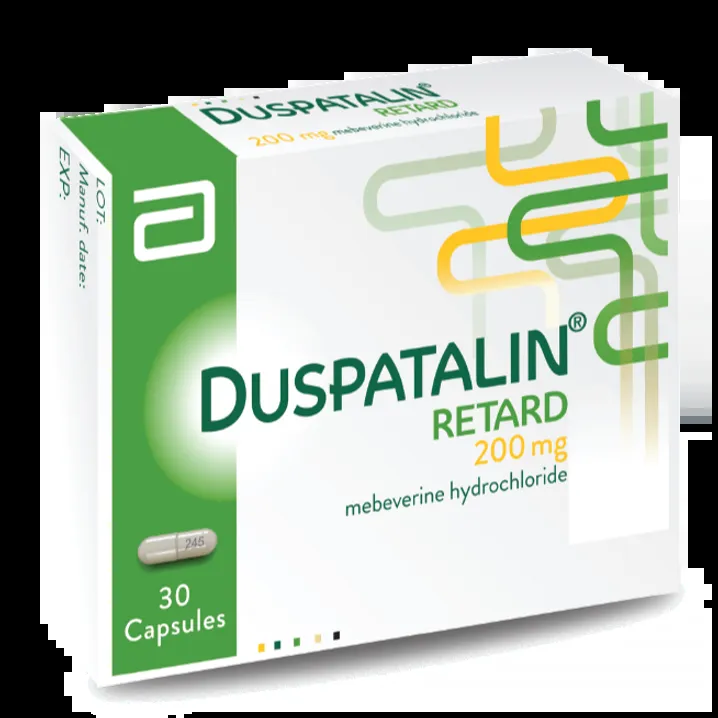 DUSPATALIN®
RETARD
200 mg mebeverine hydrochloride
LOT:
Manuf. date:
EXP.
DUSPATALIN®
RETARD
200 mg
mebeverine hydrochloride
245
30
Capsules